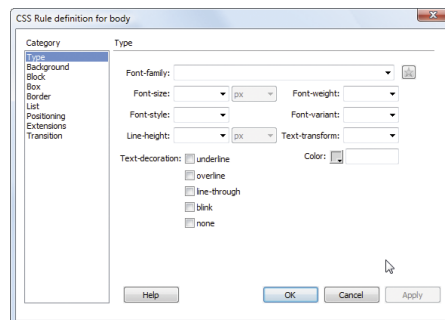 CSS Rule definition for body
Category
Type
Type
Background
Block
Box
Border
List
Positioning
Extensions
Transition
Font-family:
Font-size: px Font-weight:
Font-style: Font-variant:
Line-height: px Text-transform:
Text-decoration: underline Color:
overline
line-through
blink
none
Help OK Cancel Apply